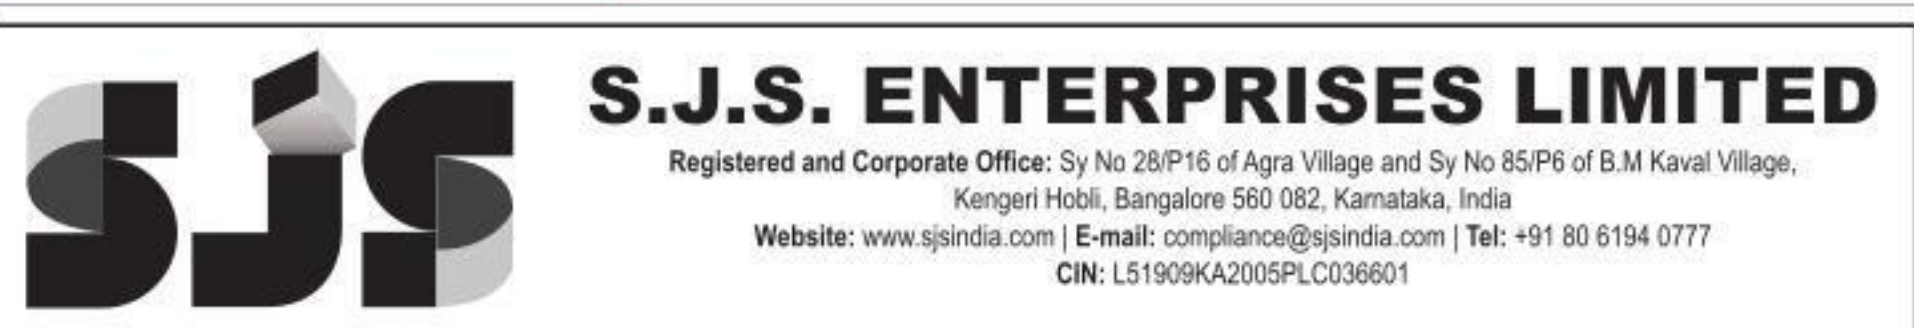 SJS
S.J.S. ENTERPRISES LIMITED
Registered and Corporate Office: Sy No 28/P16 of Agra Village and Sy No 85/P6 of B.M Kaval Village,
Kengeri Hobli, Bangalore 560 082, Karnataka, India
Website: www.sjsindia.com | E-mail: compliance@sjsindia.com | Tel: +91 80 6194 0777
CIN: L51909KA2005PLC036601